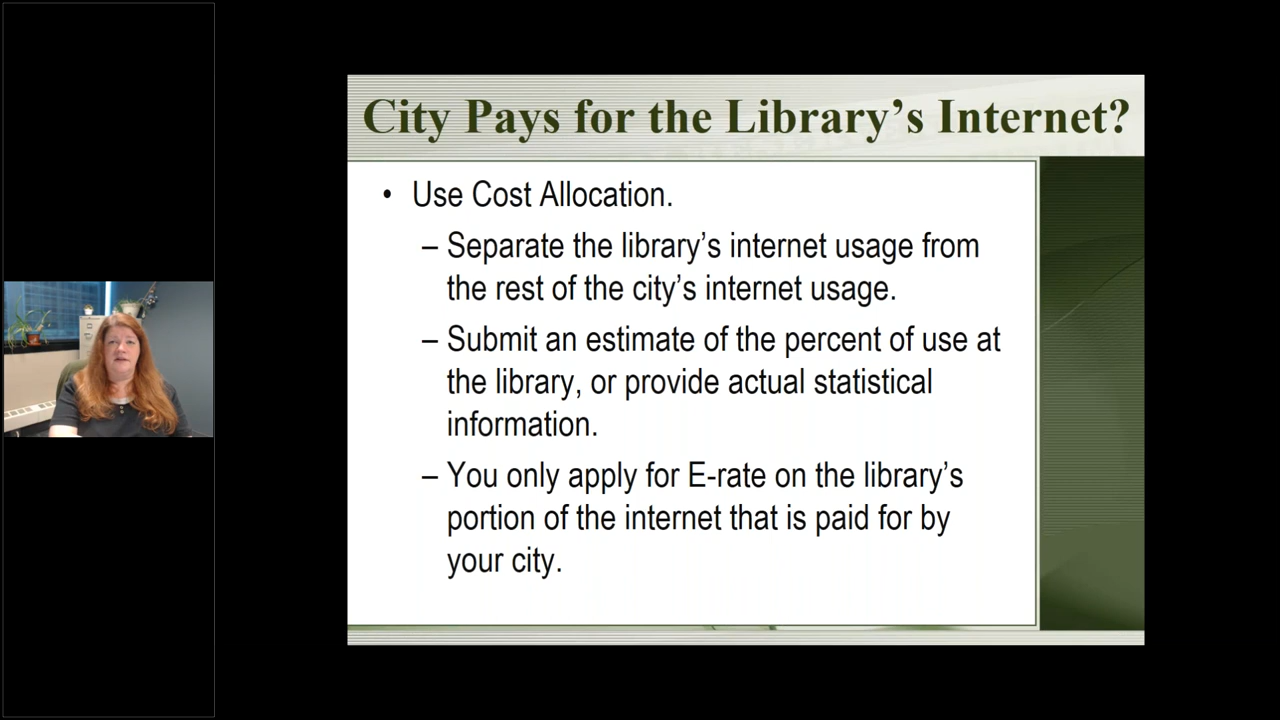 City Pays for the Library's Internet?
• Use Cost Allocation.
– Separate the library's internet usage from
the rest of the city's internet usage.
– Submit an estimate of the percent of use at
the library, or provide actual statistical
information.
– You only apply for E-rate on the library's
portion of the internet that is paid for by
your city.